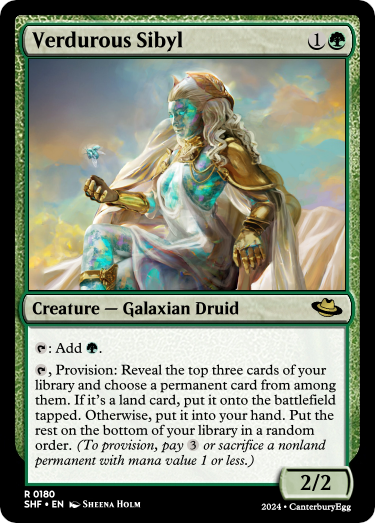 Verdurous Sibyl 1
Creature — Galaxian Druid
: Add .
, Provision: Reveal the top three cards of your
library and choose a permanent card from among
them. If it's a land card, put it onto the battlefield
tapped. Otherwise, put it into your hand. Put the
rest on the bottom of your library in a random
order. (To provision, pay 3 or sacrifice a nonland
permanent with mana value 1 or less.)
2/2
R 0180
SHF • EN Sheena Holm
2024 • CanterburyEgg